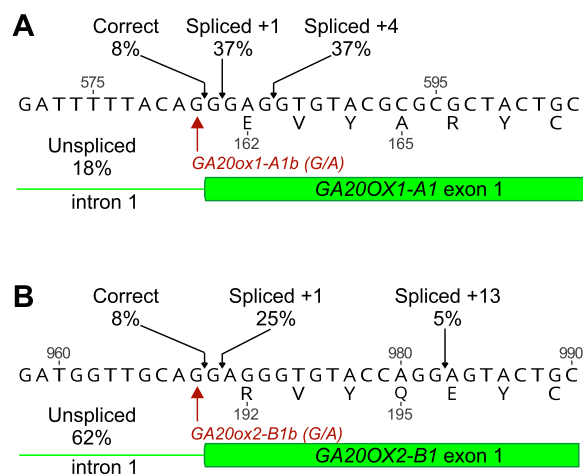 A
Correct Spliced +1 Spliced +4
8% 37% 37%
575 595
GATTTTTACAGGGAGGTGTACGCGCGCTACTGC
E V Y A R Y C
162 165
Unspliced
18%
GA20ox1-A1b (G/A)
intron 1 GA20OX1-A1 exon 1
B
Correct Spliced +1 Spliced +13
8% 25% 5%
960 980 990
GATGGTTGCAGGAGGGTGTACCAGGAGTACTGC
R V Y Q E Y C
192 195
Unspliced
62%
GA20ox2-B1b (G/A)
intron 1 GA20OX2-B1 exon 1